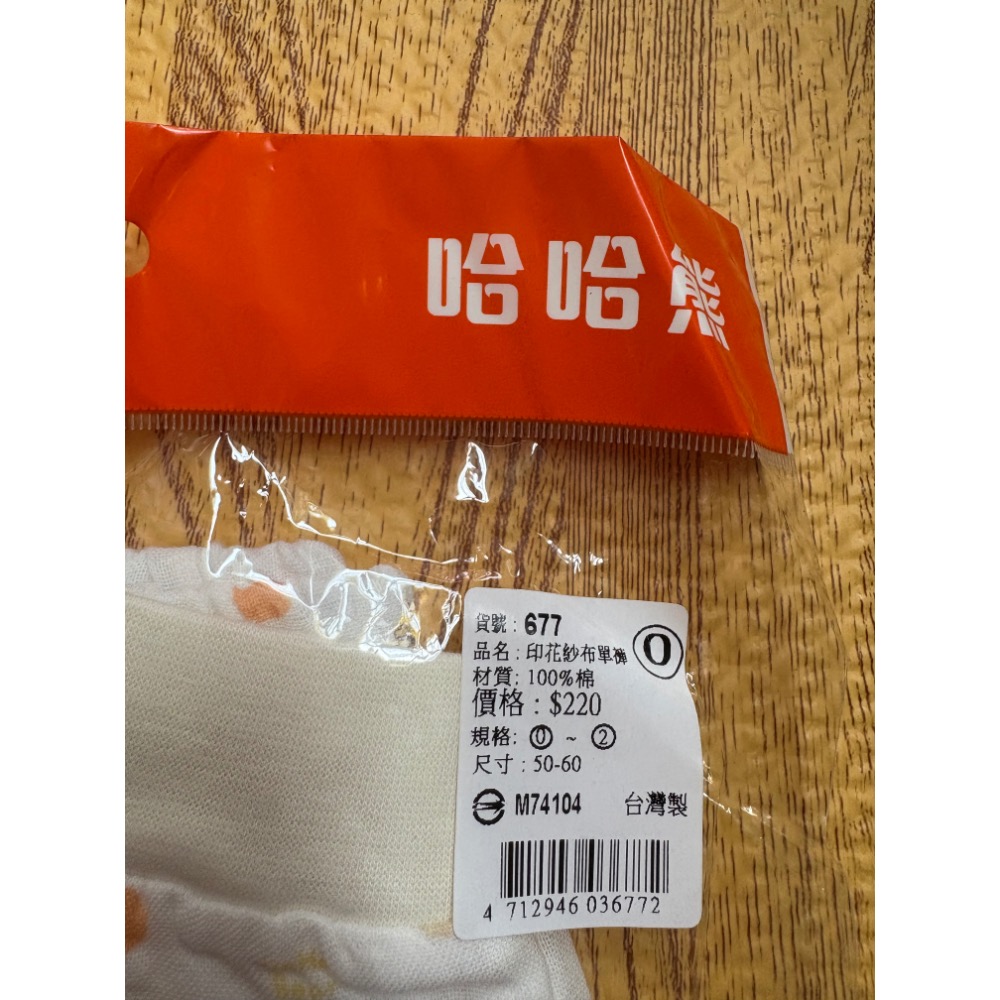 哈哈熊
貨號:677
品名:印花紗布單褲 0
材質:100%棉
價格:$220
規格:⓪ ~ ②
尺寸:50-60
M74104 台灣製
4 712946 036772